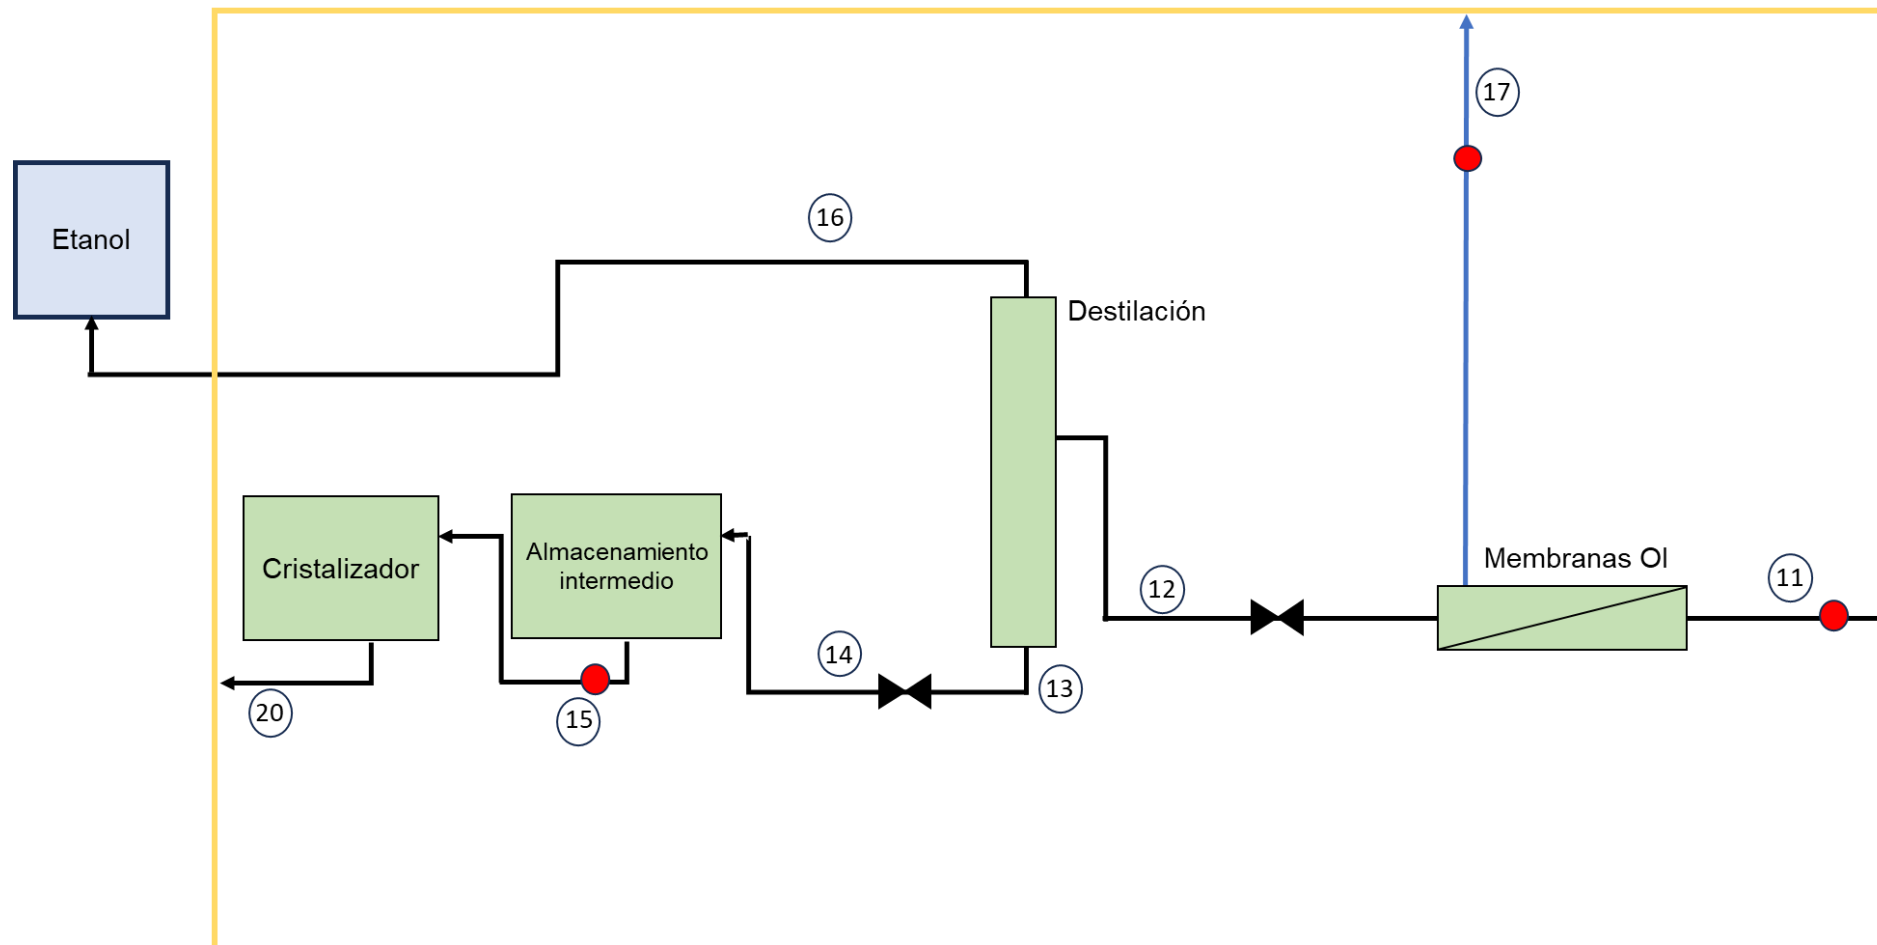 17
16
Etanol
Destilación
Membranas OI
11
12
Almacenamiento
intermedio
Cristalizador
14
13
20
15